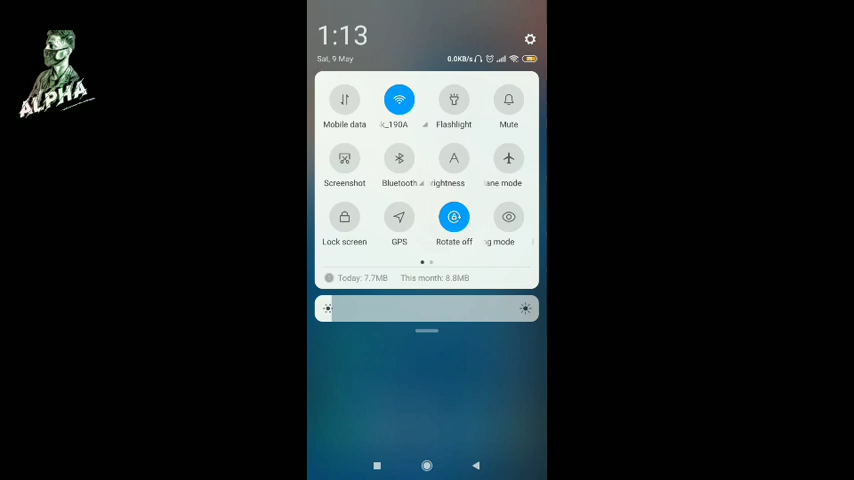 ALPHA
1:13
Sat, 9 May
0.0KB/s
Mobile data
k_190A
Flashlight
Mute
Screenshot
Bluetooth
rightness
lane mode
Lock screen
GPS
Rotate off
g mode
Today: 7.7MB This month: 8.8MB